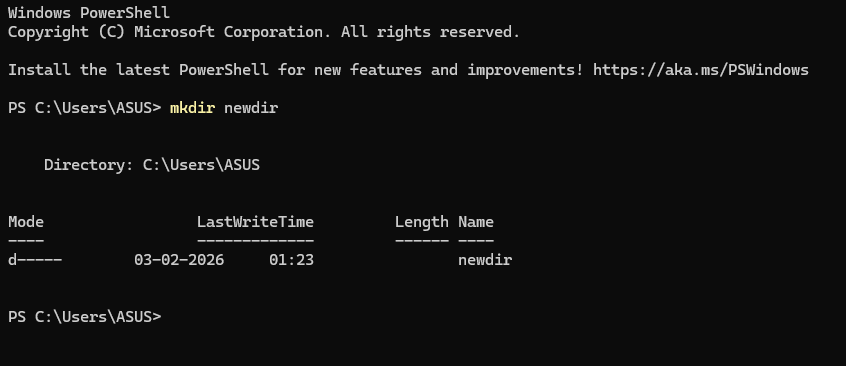 Windows PowerShell
Copyright (C) Microsoft Corporation. All rights reserved.
Install the latest PowerShell for new features and improvements! https://aka.ms/PSWindows
PS C:\Users\ASUS> mkdir newdir
    Directory: C:\Users\ASUS
Mode                 LastWriteTime         Length Name
----                 -------------         ------ ----
d-----        03-02-2026     01:23                newdir
PS C:\Users\ASUS>